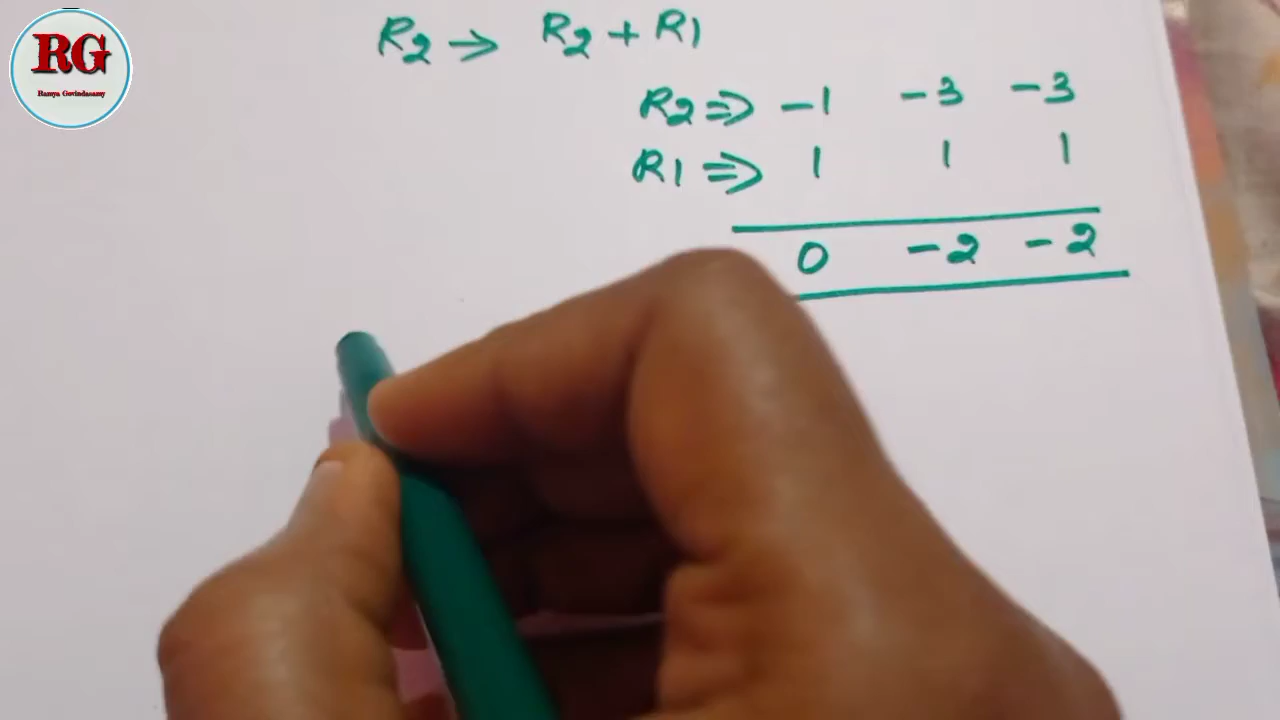 RG
Ramya Govindasamy
R2 → R2 + R1
R2 ⇒ -1 -3 -3
R1 ⇒ 1 1 1
0 -2 -2